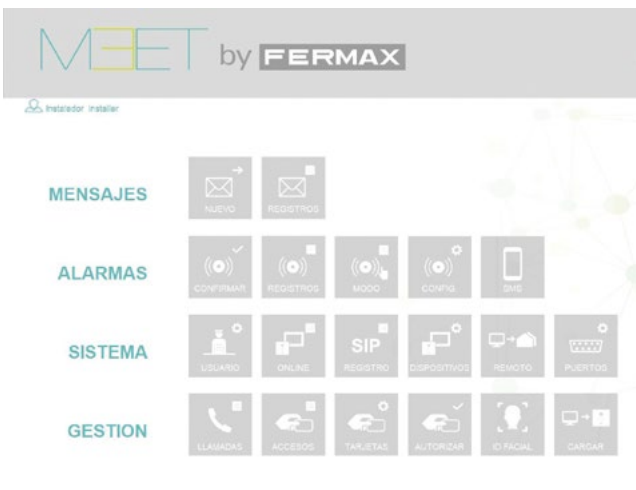 MEET by FERMAX
Instalador Installer
MENSAJES
NUEVO REGISTROS
ALARMAS
CONFIRMAR REGISTROS MODO CONFIG. SMS
SISTEMA
SIP
USUARIO ONLINE REGISTRO DISPOSITIVOS REMOTO PUERTOS
GESTION
LLAMADAS ACCESOS TARJETAS AUTORIZAR ID FACIAL CARGAR